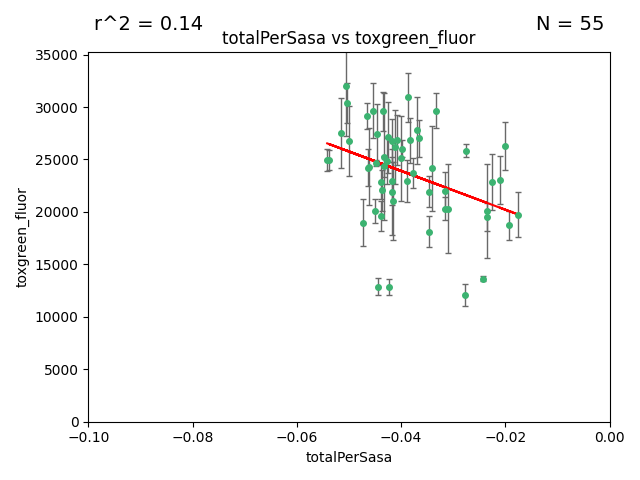 r^2 = 0.14
N = 55
totalPerSasa vs toxgreen_fluor
35000
30000
25000
20000
15000
10000
5000
0
toxgreen_fluor
−0.10
−0.08
−0.06
−0.04
−0.02
0.00
totalPerSasa